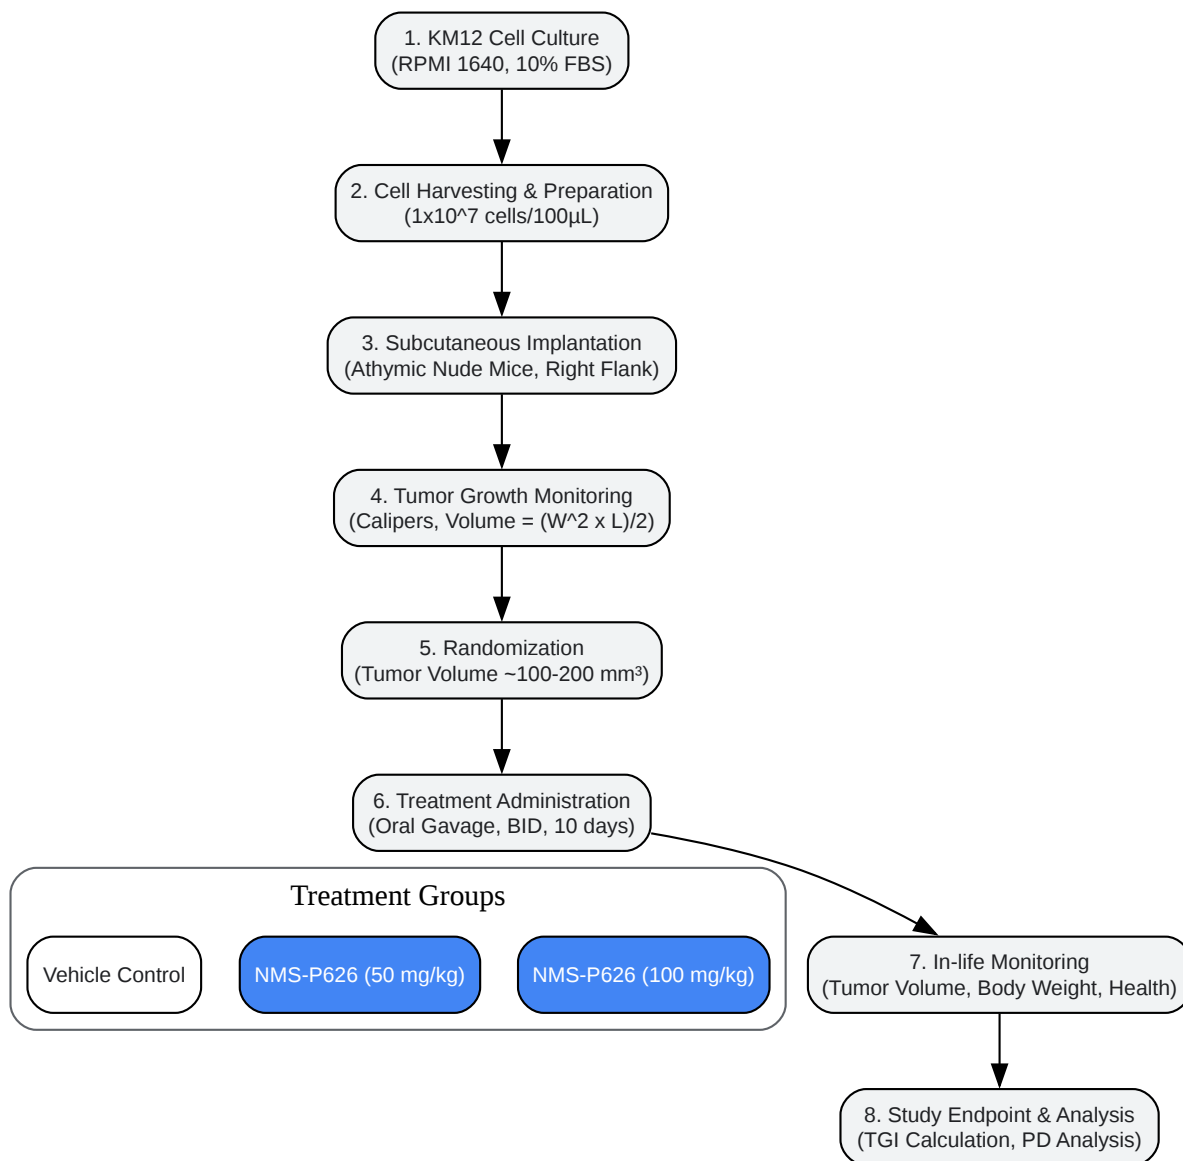 1. KM12 Cell Culture
(RPMI 1640, 10% FBS)
2. Cell Harvesting & Preparation
(1x10^7 cells/100µL)
3. Subcutaneous Implantation
(Athymic Nude Mice, Right Flank)
4. Tumor Growth Monitoring
(Calipers, Volume = (W^2 x L)/2)
5. Randomization
(Tumor Volume ~100-200 mm³)
6. Treatment Administration
(Oral Gavage, BID, 10 days)
Treatment Groups
Vehicle Control
NMS-P626 (50 mg/kg)
NMS-P626 (100 mg/kg)
7. In-life Monitoring
(Tumor Volume, Body Weight, Health)
8. Study Endpoint & Analysis
(TGI Calculation, PD Analysis)